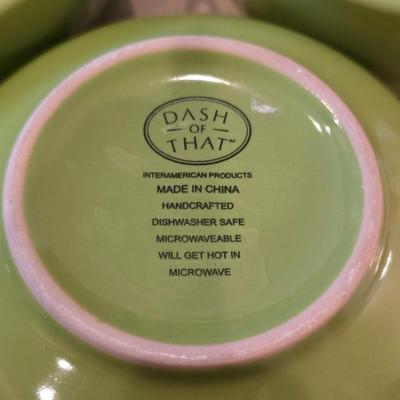 DASH
OF
THAT™
INTERAMERICAN PRODUCTS
MADE IN CHINA
HANDCRAFTED
DISHWASHER SAFE
MICROWAVEABLE
WILL GET HOT IN
MICROWAVE